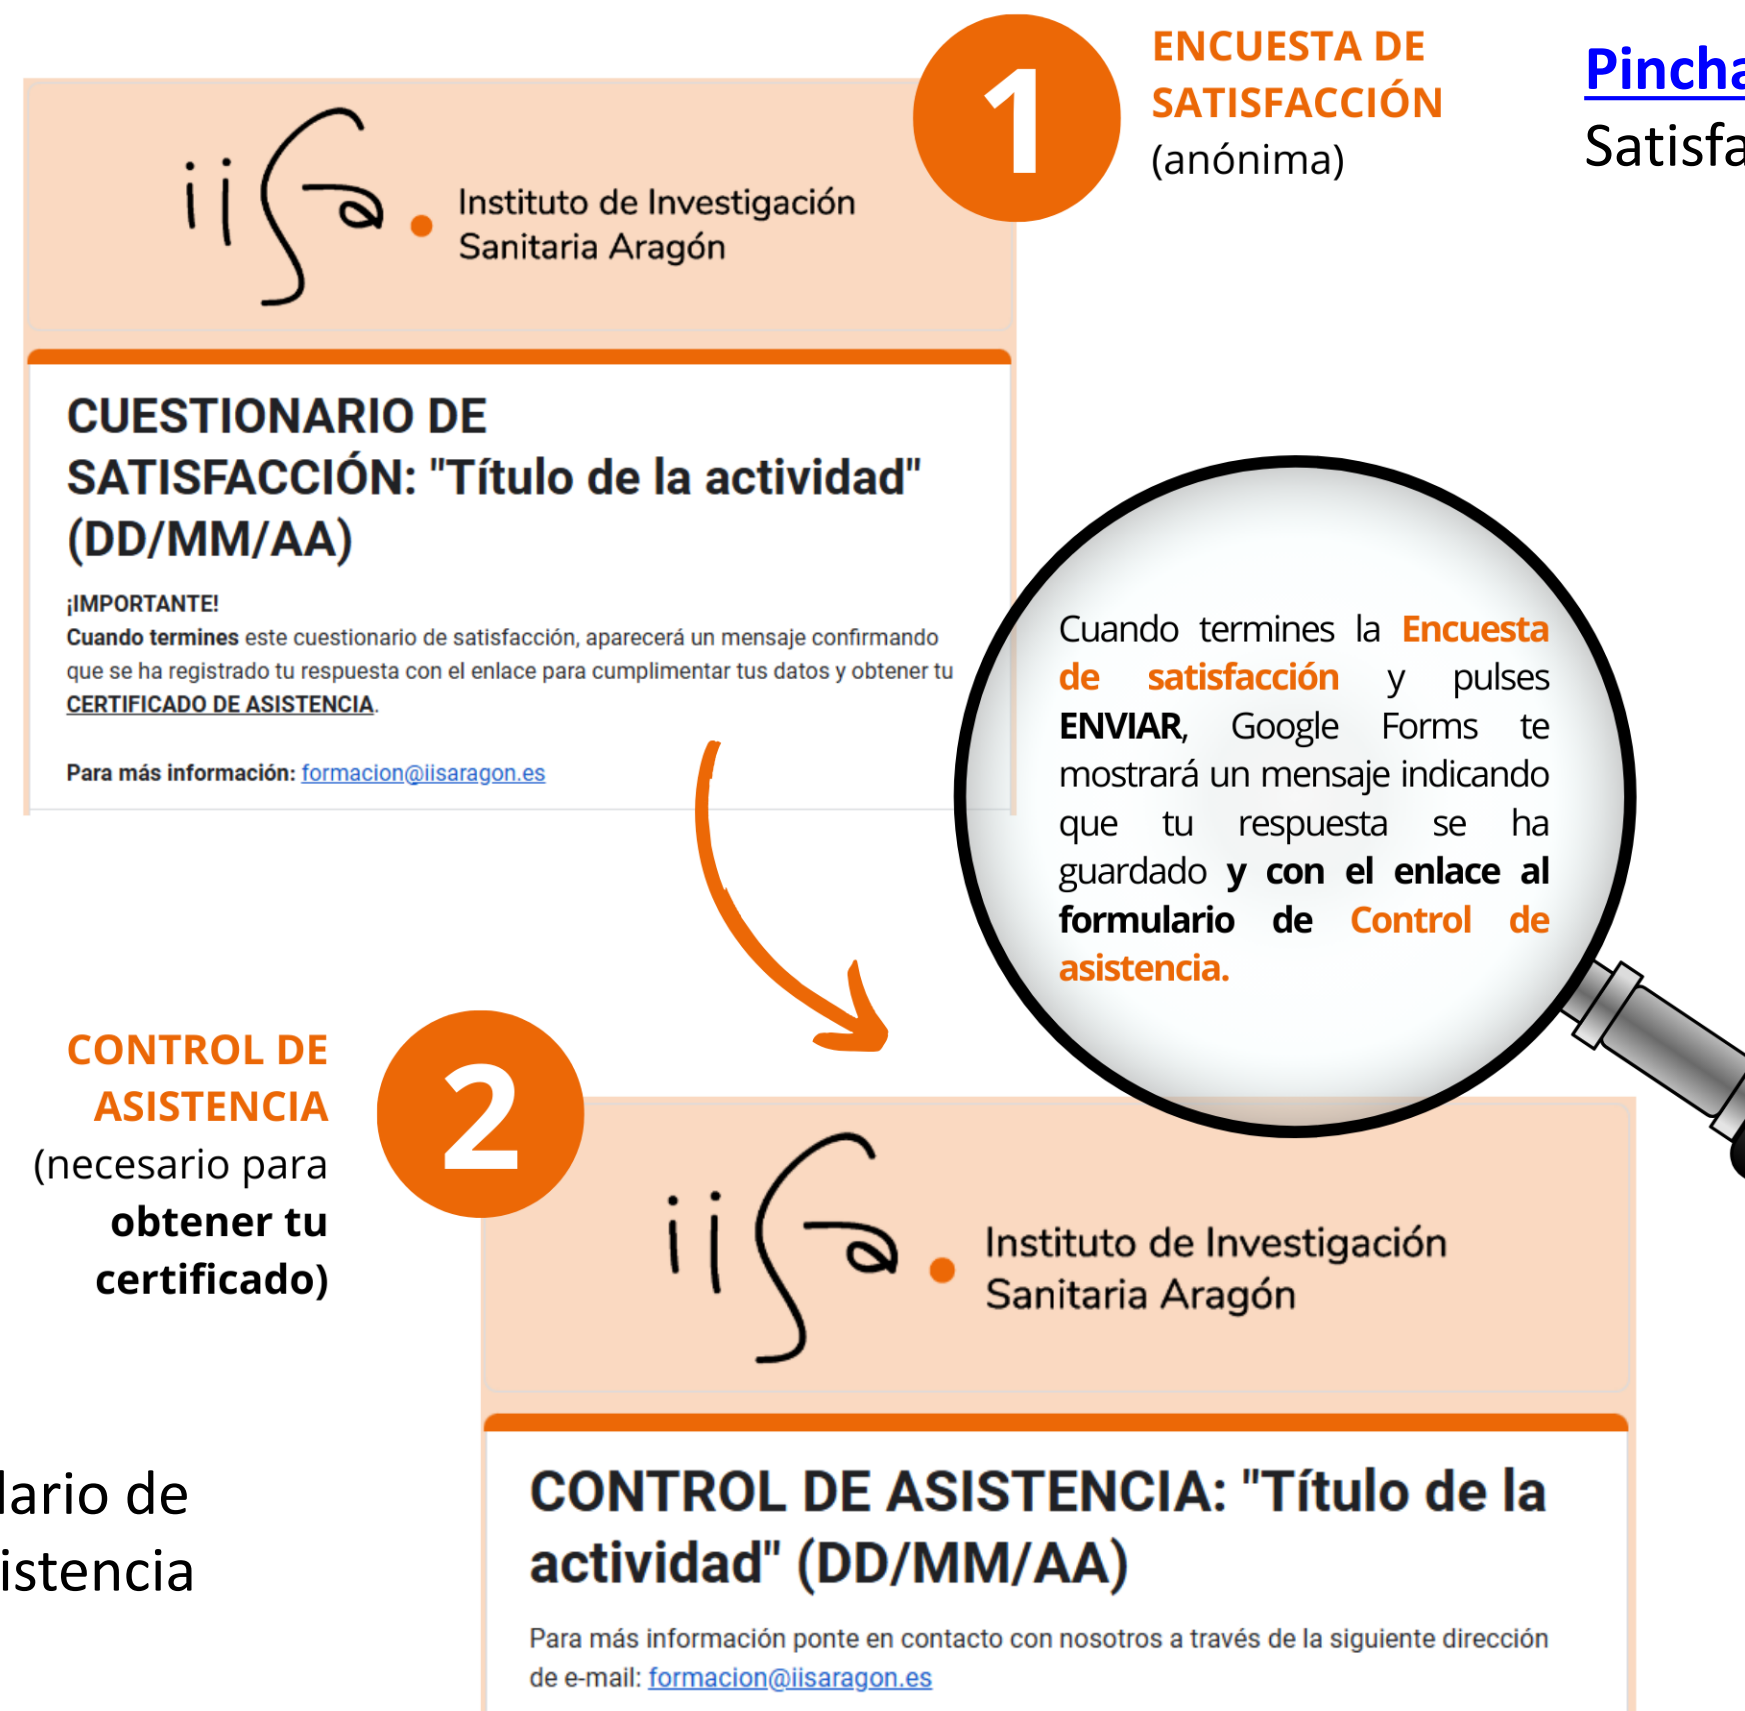 1
ENCUESTA DE
SATISFACCIÓN
(anónima)
iisa.
Instituto de Investigación
Sanitaria Aragón
CUESTIONARIO DE
SATISFACCIÓN: "Título de la actividad"
(DD/MM/AA)
¡IMPORTANTE!
Cuando termines este cuestionario de satisfacción, aparecerá un mensaje confirmando
que se ha registrado tu respuesta con el enlace para cumplimentar tus datos y obtener tu
CERTIFICADO DE ASISTENCIA.
Para más información: formacion@iisaragon.es
Cuando termines la Encuesta
de satisfacción y pulses
ENVIAR, Google Forms te
mostrará un mensaje indicando
que tu respuesta se ha
guardado y con el enlace al
formulario de Control de
asistencia.
2
CONTROL DE
ASISTENCIA
(necesario para
obtener tu
certificado)
iisa.
Instituto de Investigación
Sanitaria Aragón
CONTROL DE ASISTENCIA: "Título de la
actividad" (DD/MM/AA)
Para más información ponte en contacto con nosotros a través de la siguiente dirección
de e-mail: formacion@iisaragon.es
de